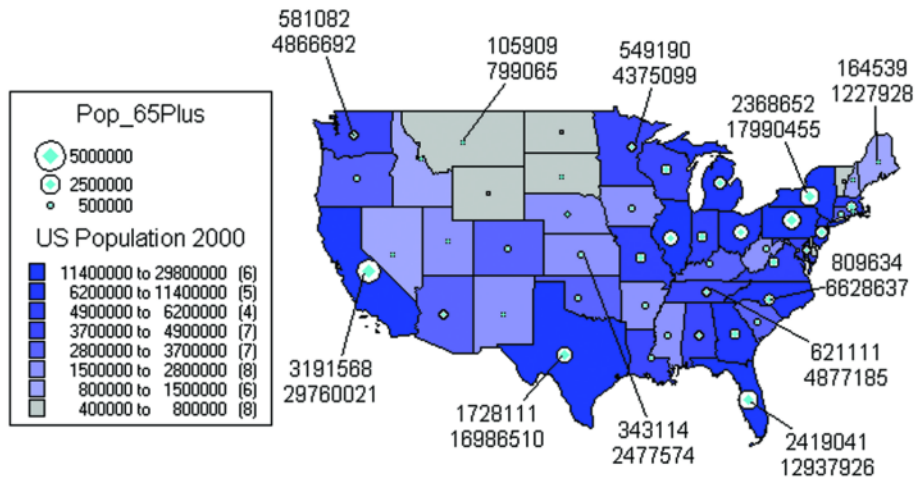 581082
4866692
105909
799065
549190
4375099
164539
1227928
2368652
17990455
Pop_65Plus
5000000
2500000
500000
US Population 2000
11400000 to 29800000 (6)
6200000 to 11400000 (5)
4900000 to 6200000 (4)
3700000 to 4900000 (7)
2800000 to 3700000 (7)
1500000 to 2800000 (8)
800000 to 1500000 (6)
400000 to 800000 (8)
809634
6628637
3191568
29760021
1728111
16986510
343114
2477574
621111
4877185
2419041
12937926